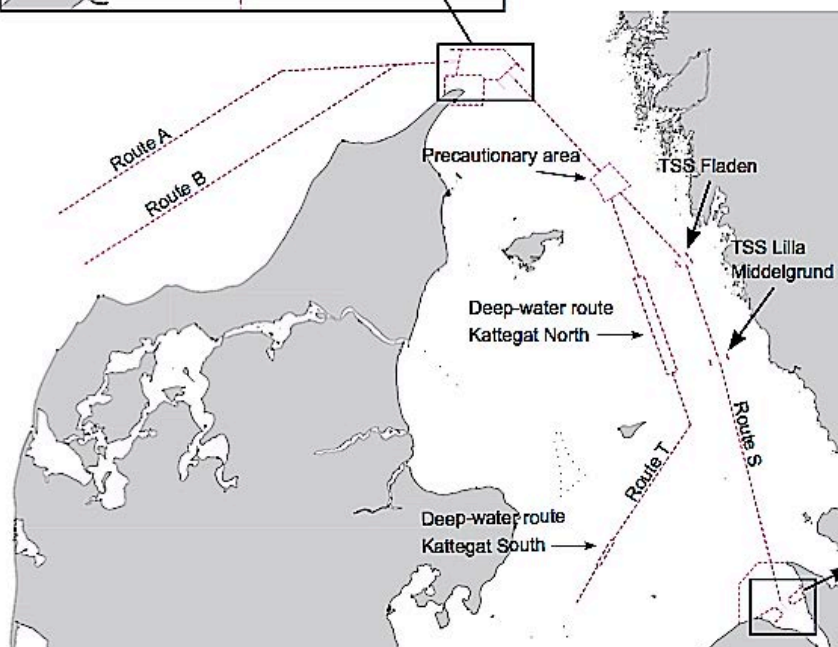 Route A
Route B
Precautionary area
TSS Fladen
TSS Lilla
Middelgrund
Deep-water route
Kattegat North
Route S
Route T
Deep-water route
Kattegat South